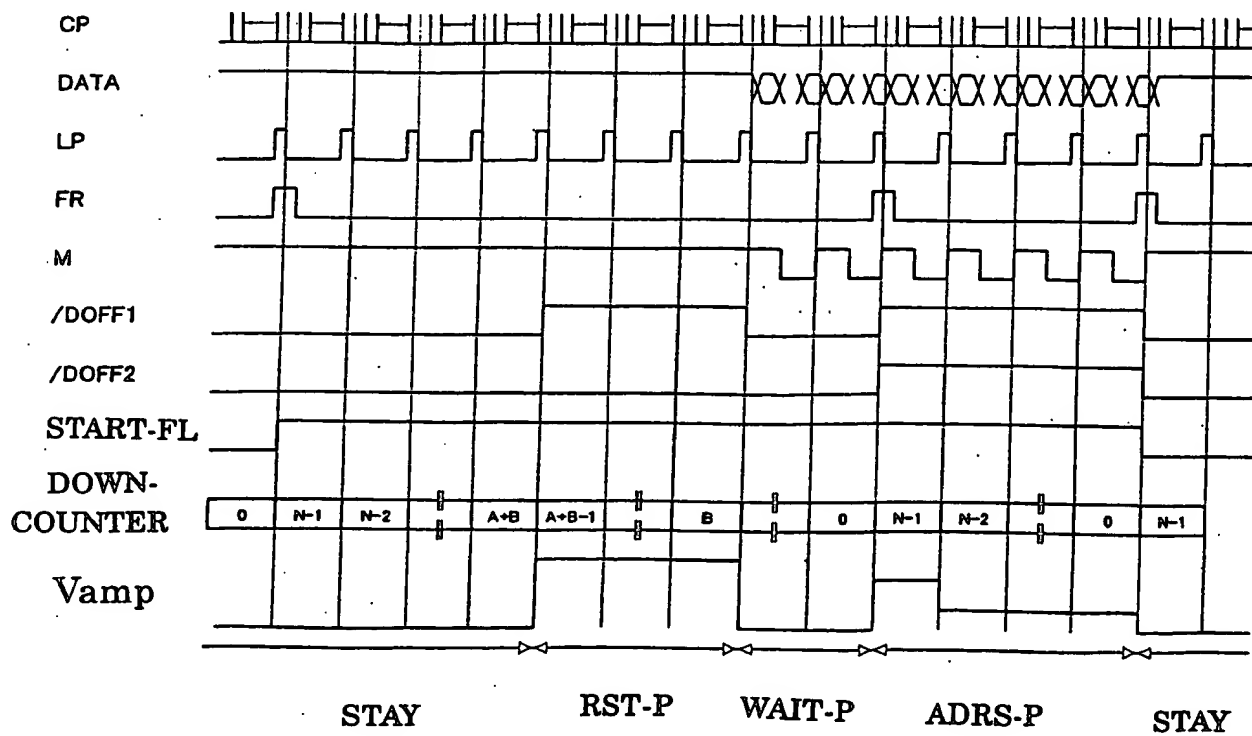 CP
DATA
LP
FR
M
/DOFF1
/DOFF2
START-FL
DOWN-
COUNTER
0 N-1 N-2 A+B A+B-1 B 0 N-1 N-2 0 N-1
Vamp
STAY RST-P WAIT-P ADRS-P STAY